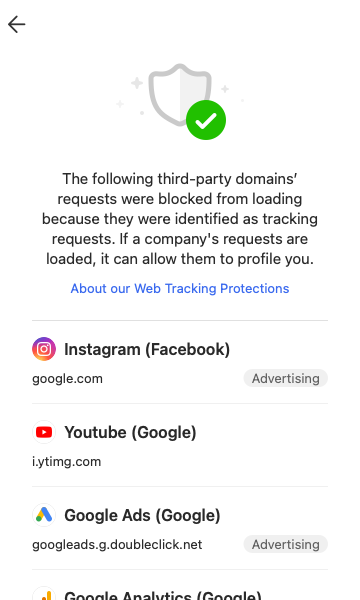 The following third-party domains’
requests were blocked from loading
because they were identified as tracking
requests. If a company's requests are
loaded, it can allow them to profile you.
About our Web Tracking Protections
Instagram (Facebook)
google.com Advertising
Youtube (Google)
i.ytimg.com
Google Ads (Google)
googleads.g.doubleclick.net Advertising
Google Analytics (Google)